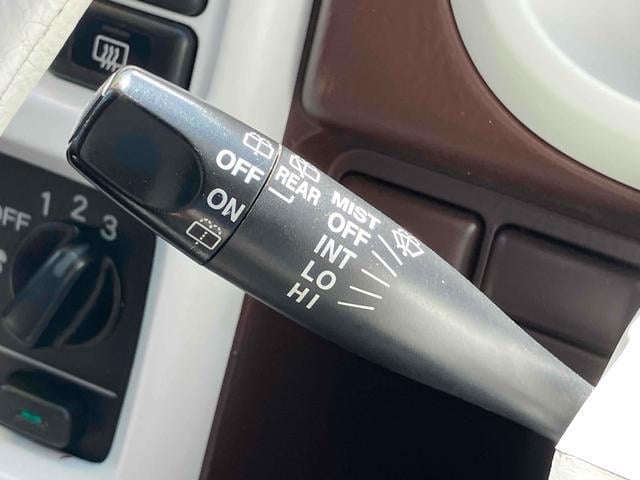 OFF
ON
REAR
MIST
OFF
INT
LO
HI
OFF 1 2 3